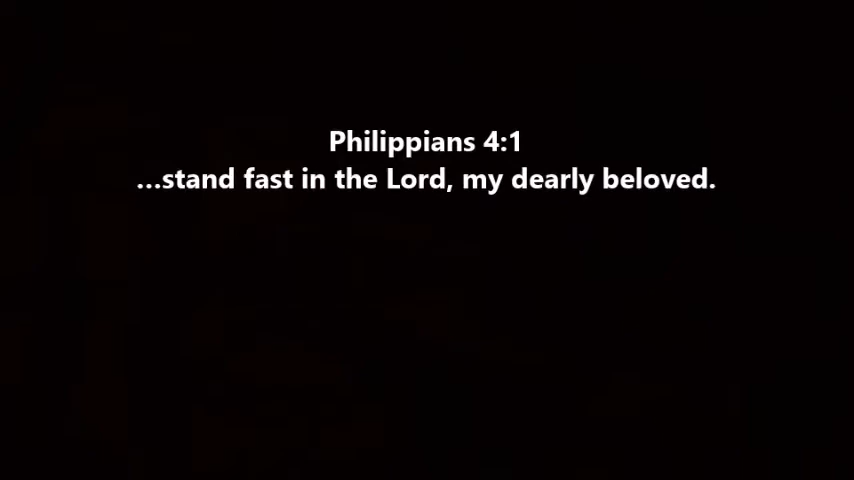 Philippians 4:1
…stand fast in the Lord, my dearly beloved.